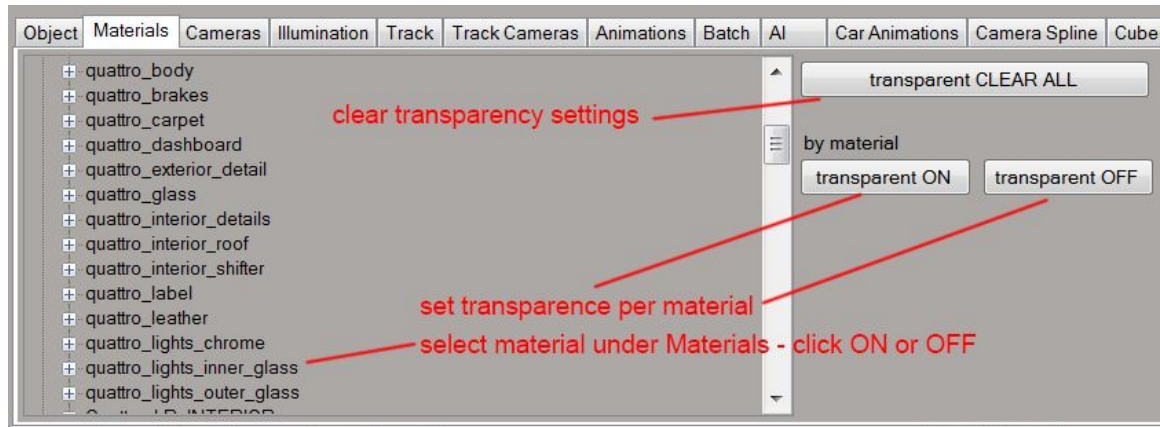 Object Materials Cameras Illumination Track Track Cameras Animations Batch AI Car Animations Camera Spline Cube
quattro_body
quattro_brakes
quattro_carpet
quattro_dashboard
quattro_exterior_detail
quattro_glass
quattro_interior_details
quattro_interior_roof
quattro_interior_shifter
quattro_label
quattro_leather
quattro_lights_chrome
quattro_lights_inner_glass
quattro_lights_outer_glass
clear transparency settings
transparent CLEAR ALL
by material
transparent ON transparent OFF
set transparence per material
select material under Materials - click ON or OFF